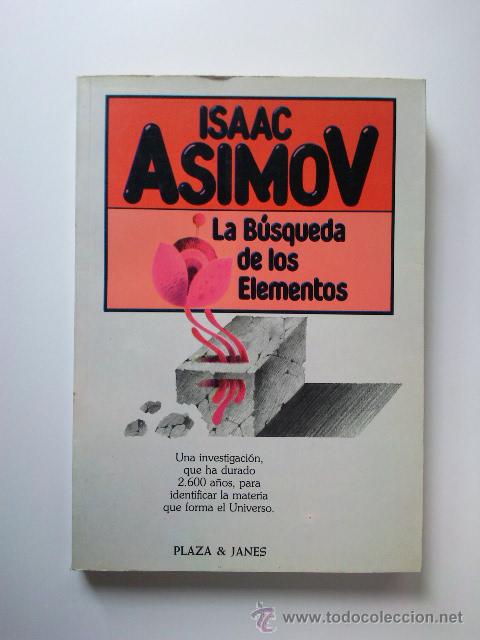 ISAAC
ASIMOV
La Búsqueda
de los
Elementos
Una investigación,
que ha durado
2.600 años, para
identificar la materia
que forma el Universo.
PLAZA & JANES
www.todocoleccion.net